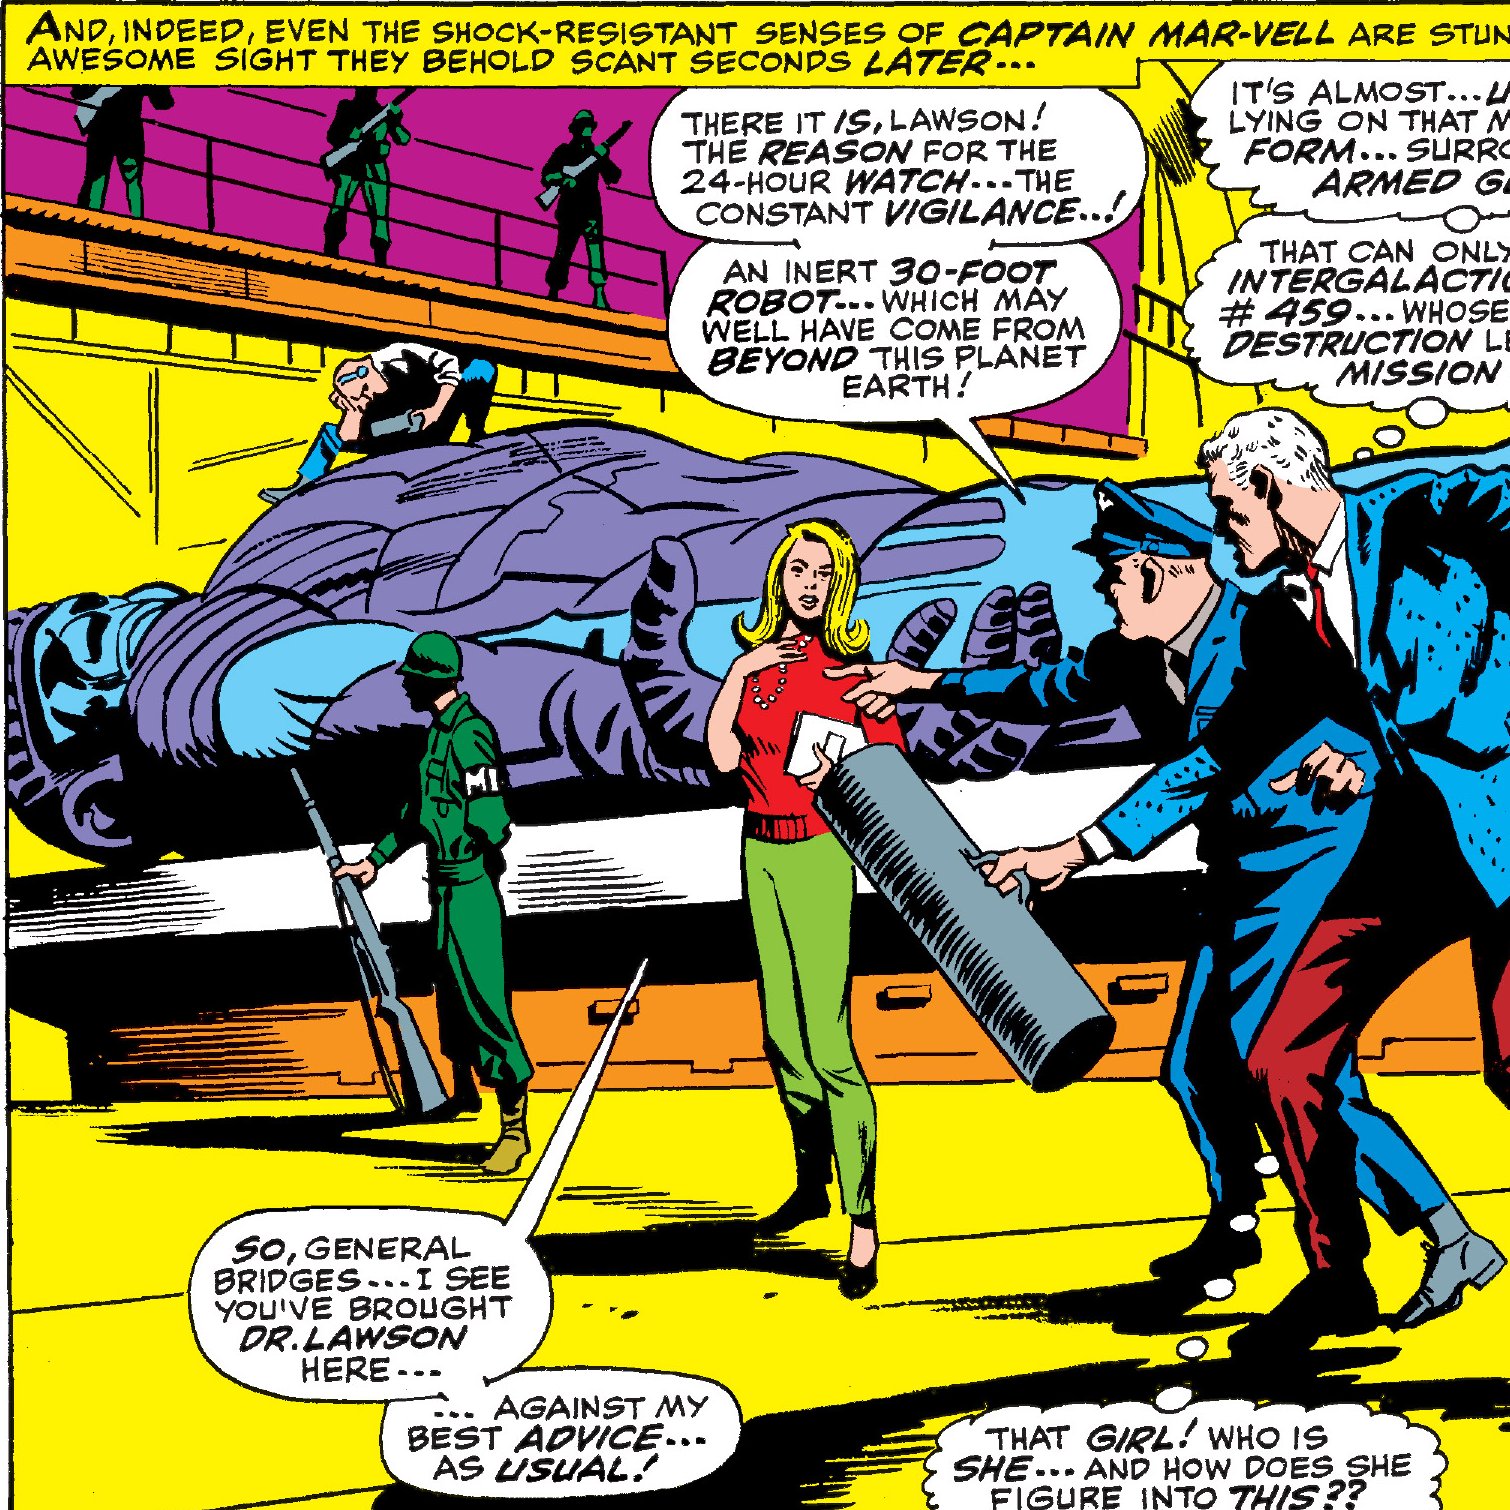 AND, INDEED, EVEN THE SHOCK-RESISTANT SENSES OF CAPTAIN MAR-VELL ARE STUN
AWESOME SIGHT THEY BEHOLD SCANT SECONDS LATER...
THERE IT IS, LAWSON!
THE REASON FOR THE
24-HOUR WATCH...THE
CONSTANT VIGILANCE...!
AN INERT 30-FOOT
ROBOT...WHICH MAY
WELL HAVE COME FROM
BEYOND THIS PLANET
EARTH!
IT'S ALMOST...U
LYING ON THAT M
FORM...SURRO
ARMED G
THAT CAN ONLY
INTERGALACTIC
# 459...WHOSE
DESTRUCTION LE
MISSION
MP
SO, GENERAL
BRIDGES...I SEE
YOU'VE BROUGHT
DR. LAWSON
HERE...
... AGAINST MY
BEST ADVICE...
AS USUAL!
THAT GIRL! WHO IS
SHE...AND HOW DOES SHE
FIGURE INTO THIS??